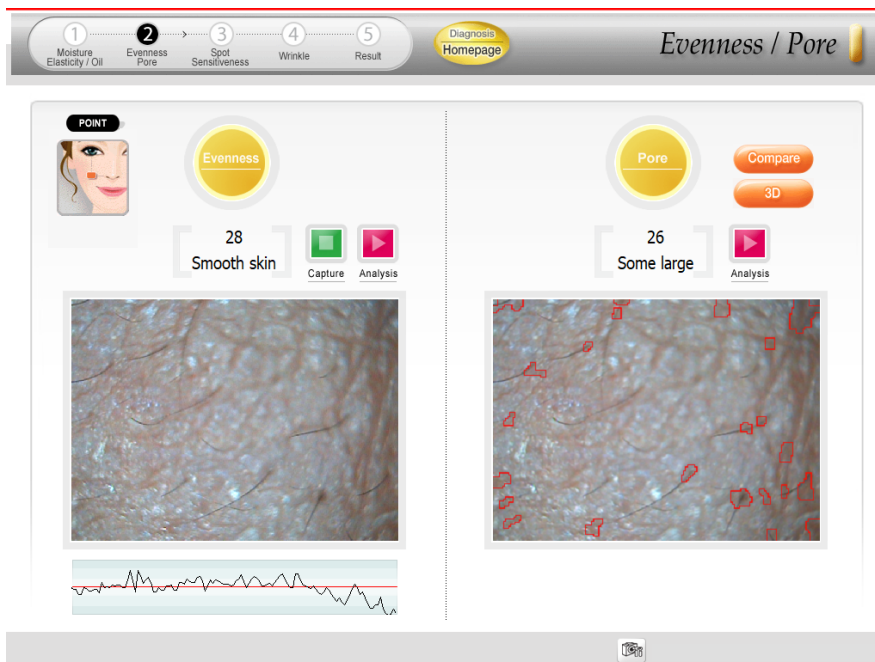 1
2
3
4
5
Moisture
Elasticity / Oil
Evenness
Pore
Spot
Sensitiveness
Wrinkle
Result
Diagnosis
Homepage
Evenness / Pore
POINT
Evenness
28
Smooth skin
Capture
Analysis
Pore
Compare
3D
26
Some large
Analysis